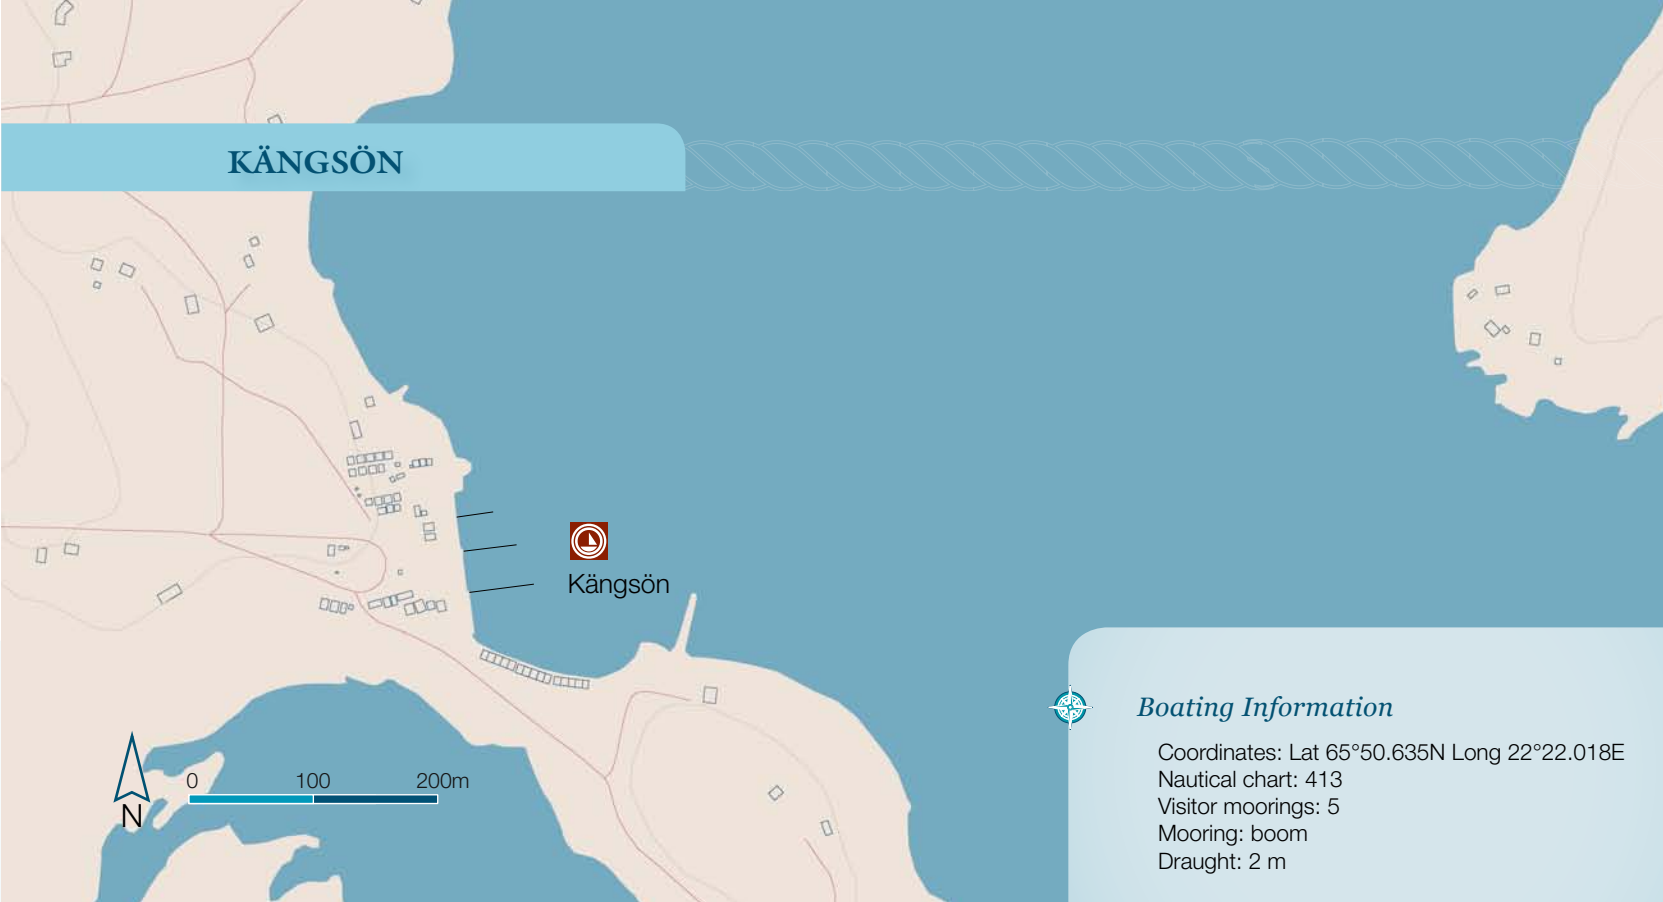 KÄNGSÖN
Kängsön
0 100 200m
N
Boating Information
Coordinates: Lat 65°50.635N Long 22°22.018E
Nautical chart: 413
Visitor moorings: 5
Mooring: boom
Draught: 2 m